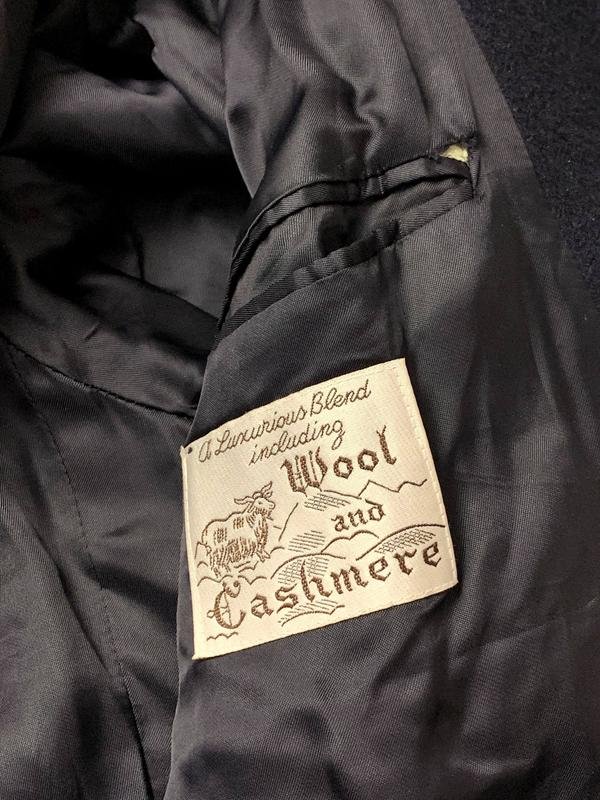 A Luxurious Blend
including
Wool
and
Cashmere